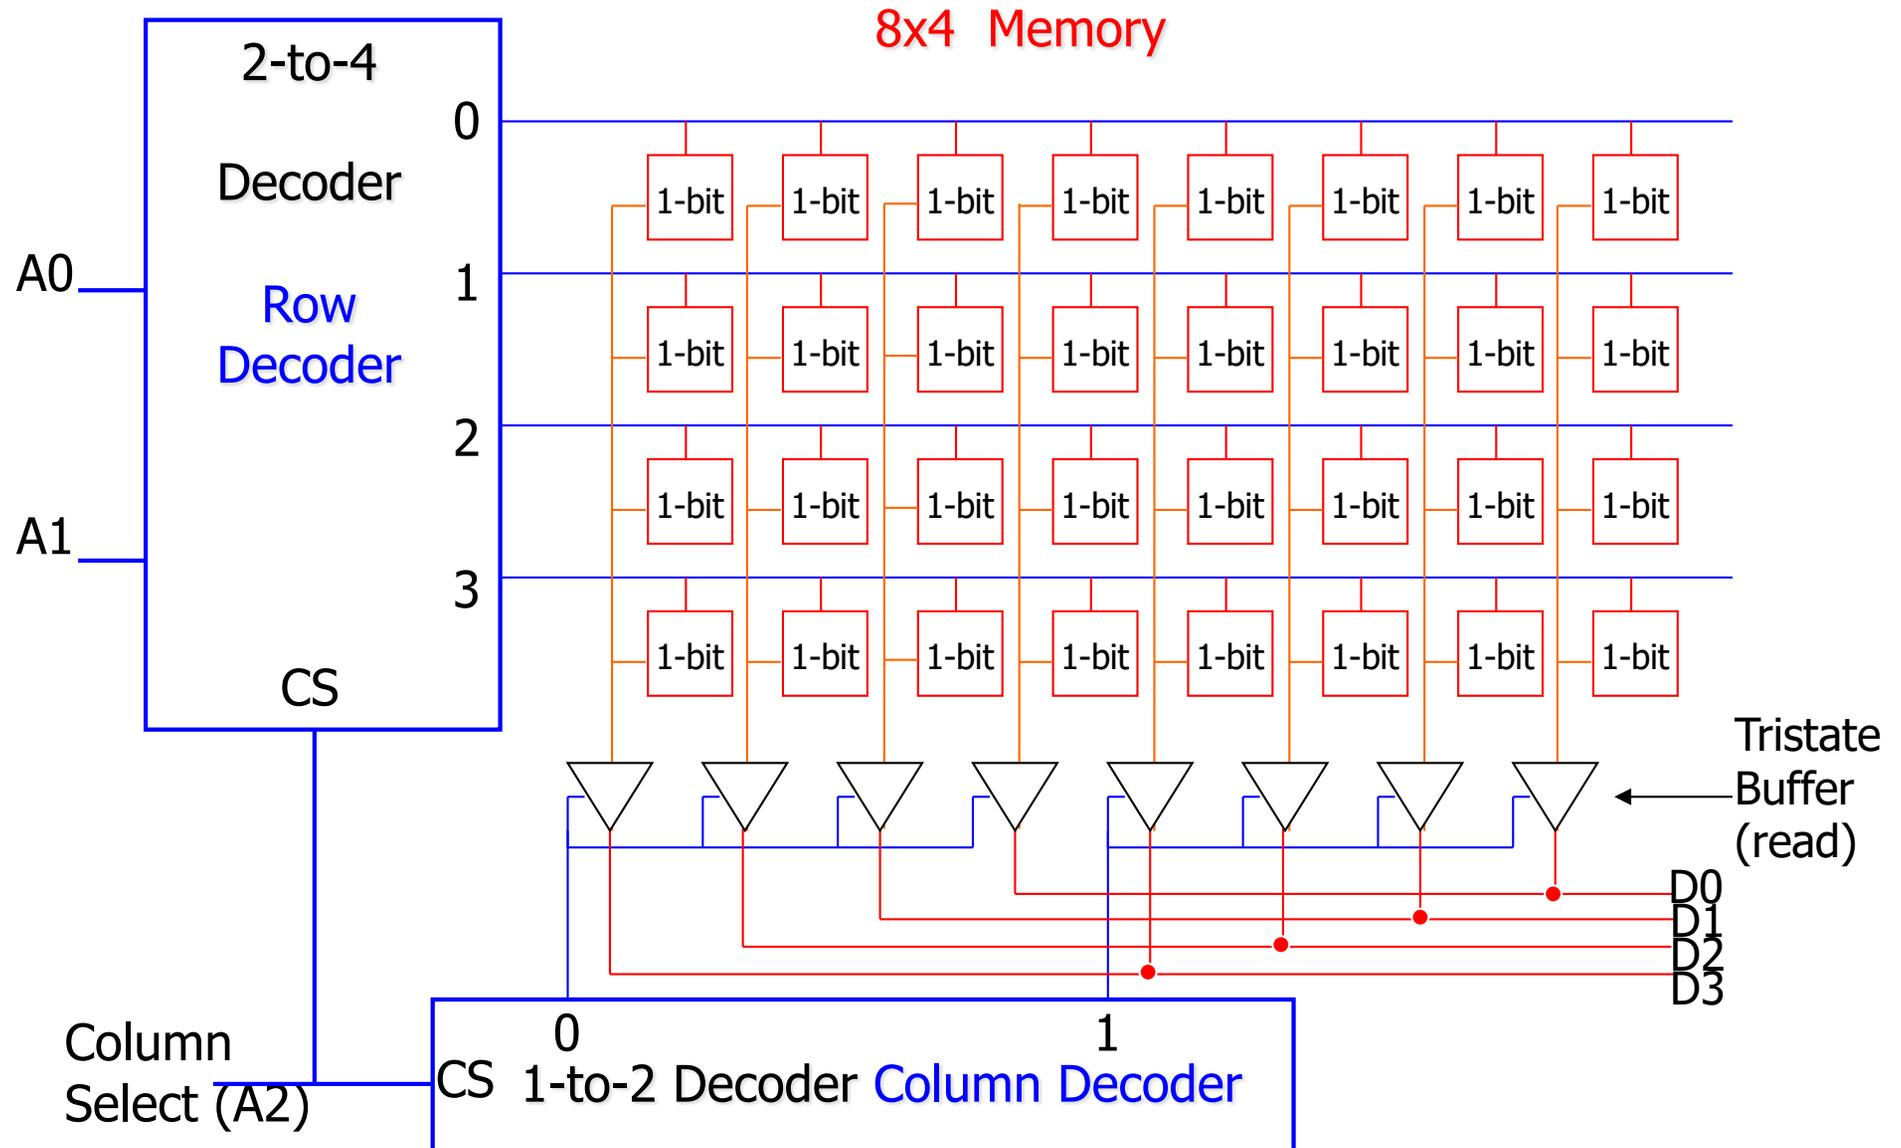 8x4 Memory
2-to-4
Decoder
Row
Decoder
A0
A1
CS
0
1
2
3
1-bit 1-bit 1-bit 1-bit 1-bit 1-bit 1-bit 1-bit
1-bit 1-bit 1-bit 1-bit 1-bit 1-bit 1-bit 1-bit
1-bit 1-bit 1-bit 1-bit 1-bit 1-bit 1-bit 1-bit
1-bit 1-bit 1-bit 1-bit 1-bit 1-bit 1-bit 1-bit
Tristate
Buffer
(read)
D0
D1
D2
D3
Column
Select (A2)
0 1
CS 1-to-2 Decoder Column Decoder